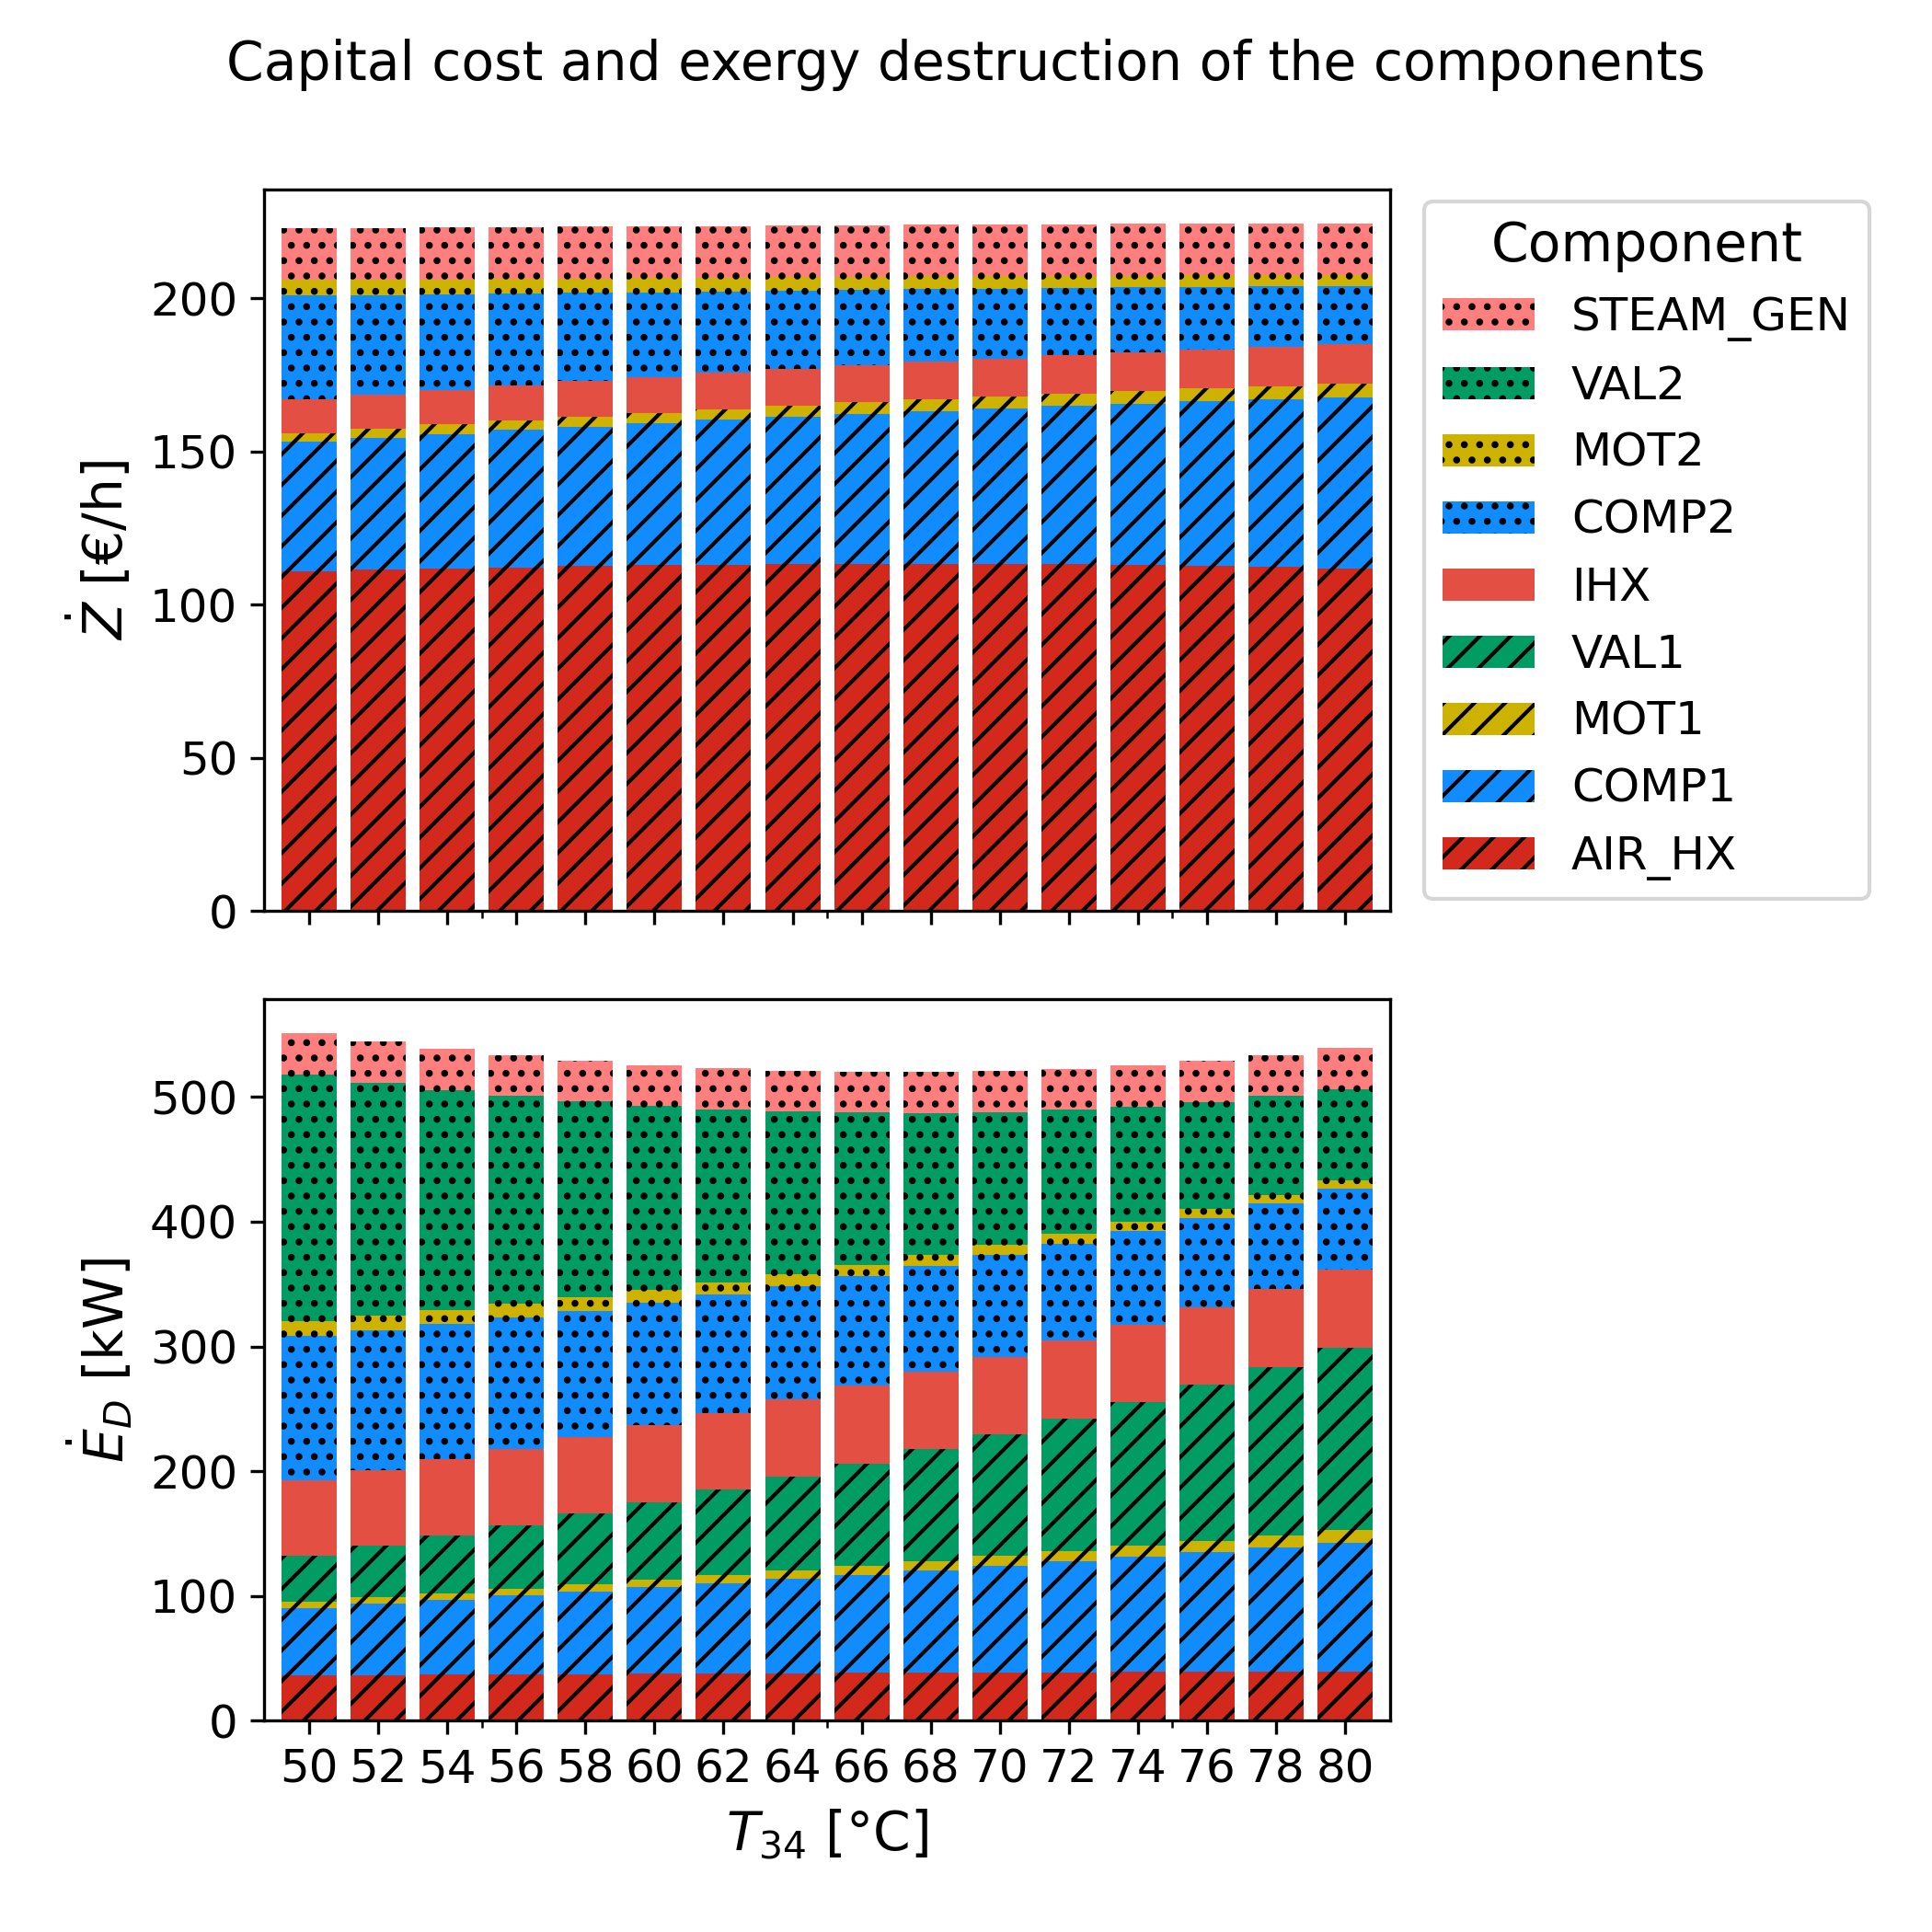 Capital cost and exergy destruction of the components
Ż [€/h]
200
150
100
50
0
Component
STEAM_GEN
VAL2
MOT2
COMP2
IHX
VAL1
MOT1
COMP1
AIR_HX
Ė_D [kW]
500
400
300
200
100
0
50 52 54 56 58 60 62 64 66 68 70 72 74 76 78 80
T_34 [°C]